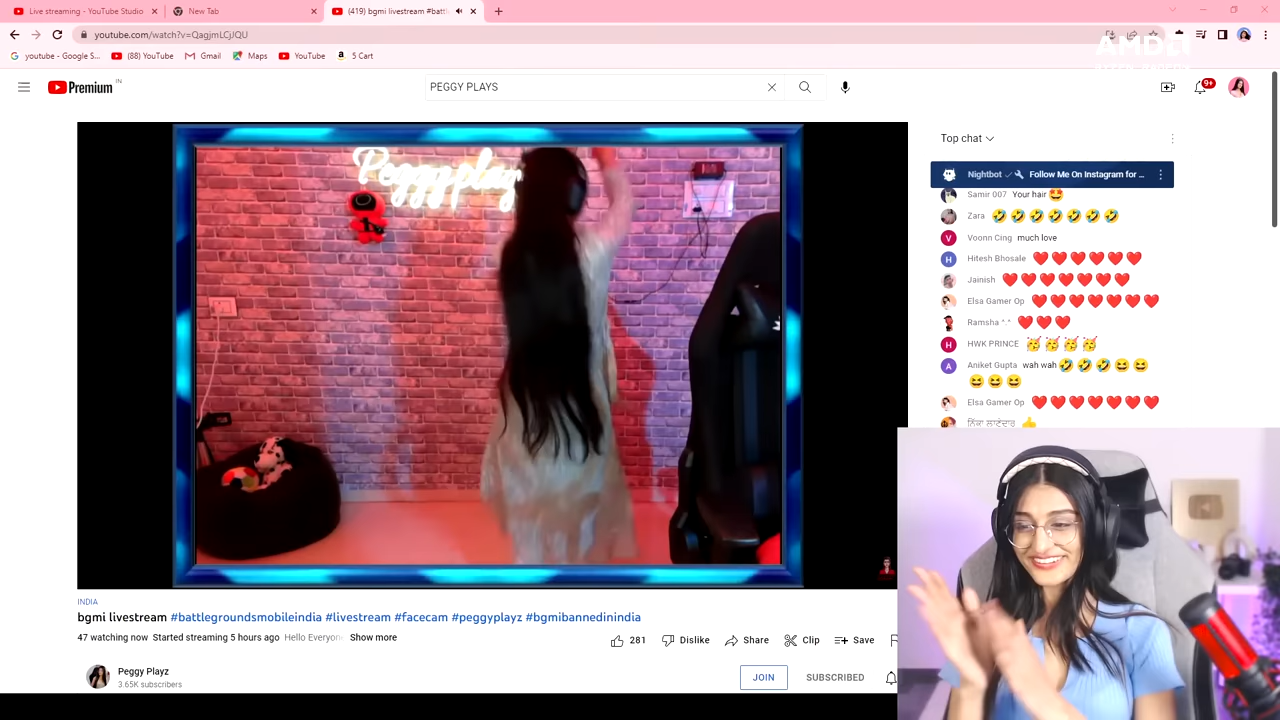 Live streaming - YouTube Studio
New Tab
(419) bgmi livestream #battl
youtube.com/watch?v=QagjmLCjJQU
youtube - Google S...
(88) YouTube
Gmail
Maps
YouTube
5 Cart
AMD
Premium
IN
PEGGY PLAYS
9+
Peggyplayz
Top chat
Nightbot Follow Me On Instagram for ...
Samir 007 Your hair 🤩
Zara 🤣🤣🤣🤣🤣🤣🤣
Voonn Cing much love
Hitesh Bhosale ❤️❤️❤️❤️❤️❤️
Jainish ❤️❤️❤️❤️❤️❤️❤️
Elsa Gamer Op ❤️❤️❤️❤️❤️❤️❤️
Ramsha *.* ❤️❤️❤️
HWK PRINCE 🥳🥳🥳🥳
Aniket Gupta wah wah 🤣🤣🤣😆😆
😆😆😆
Elsa Gamer Op ❤️❤️❤️❤️❤️❤️❤️
INDIA
bgmi livestream #battlegroundsmobileindia #livestream #facecam #peggyplayz #bgmibannedinindia
47 watching now Started streaming 5 hours ago Hello Everyone Show more
281 Dislike Share Clip Save
Peggy Playz
3.65K subscribers
JOIN
SUBSCRIBED